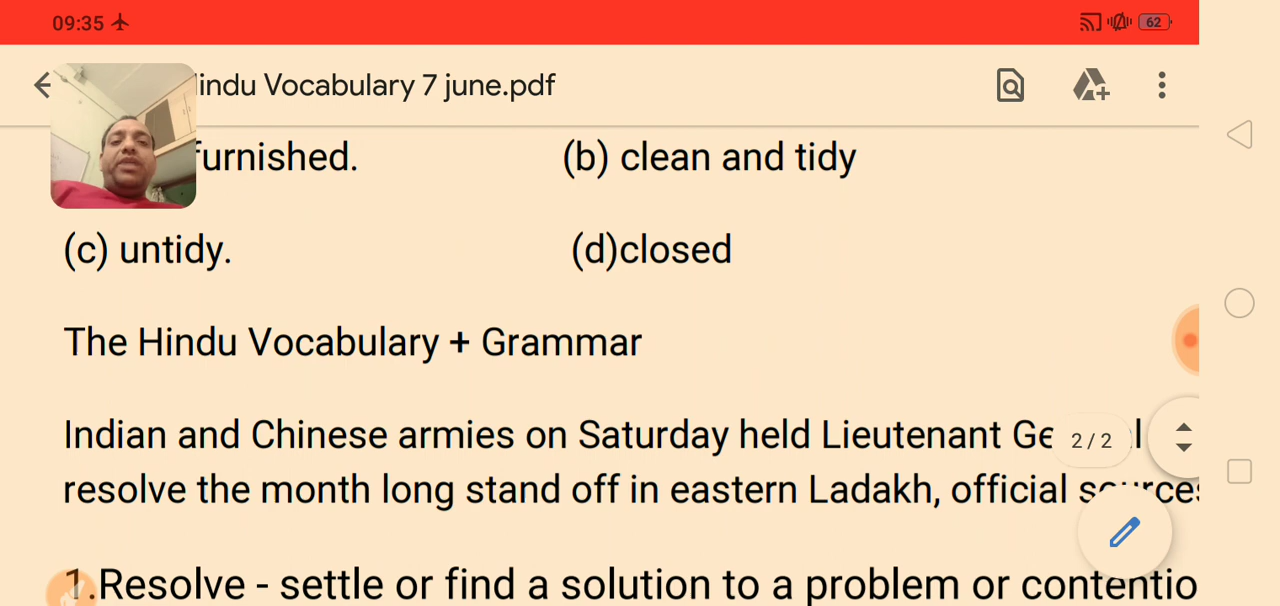 09:35
62
indu Vocabulary 7 june.pdf
furnished. (b) clean and tidy
(c) untidy. (d)closed
The Hindu Vocabulary + Grammar
Indian and Chinese armies on Saturday held Lieutenant
2 / 2
resolve the month long stand off in eastern Ladakh, official
1.Resolve - settle or find a solution to a problem or contentio